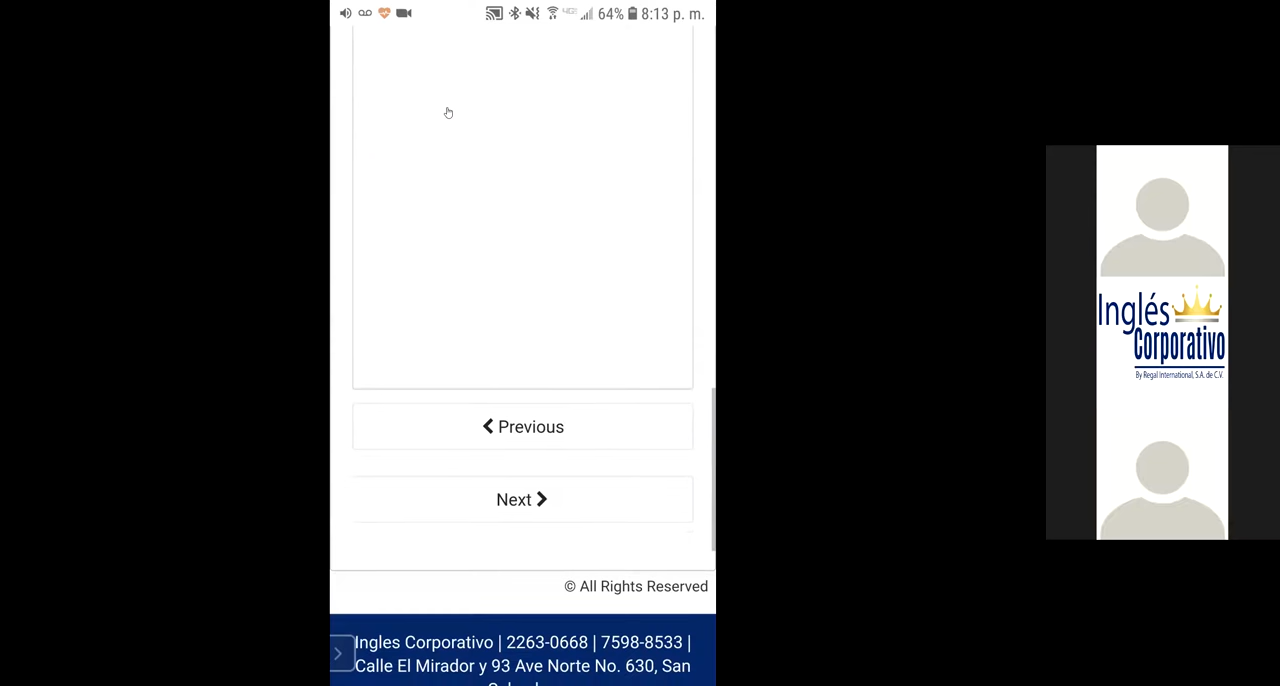 64% 8:13 p. m.
Previous
Next
© All Rights Reserved
Ingles Corporativo | 2263-0668 | 7598-8533 |
Calle El Mirador y 93 Ave Norte No. 630, San
Inglés
Corporativo
By Regal International, S.A. de C.V.